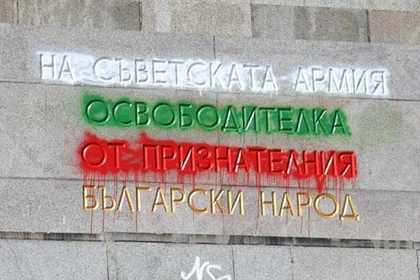 НА СЪВЕТСКАТА АРМИЯ
ОСВОБОДИТЕЛКА
ОТ ПРИЗНАТЕЛНИЯ
БЪЛГАРСКИ НАРОД